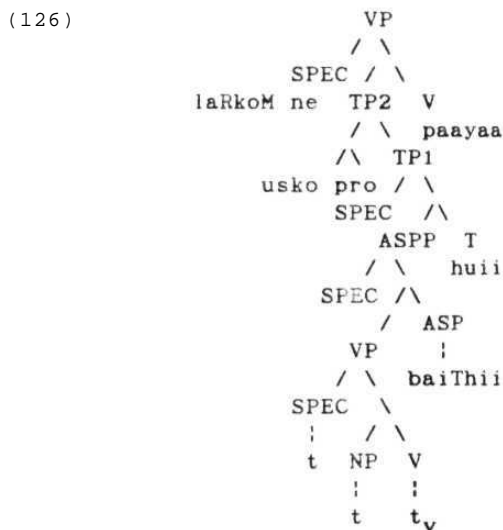 (126)
VP
/ \
SPEC / \
laRkoM ne TP2 V
/ \ paayaa
/\ TP1
usko pro / \
SPEC /\
ASPP T
/ \ huii
SPEC /\
/ ASP
VP ¦
/ \ baiThii
SPEC \
¦ / \
t NP V
¦ ¦
t t_v